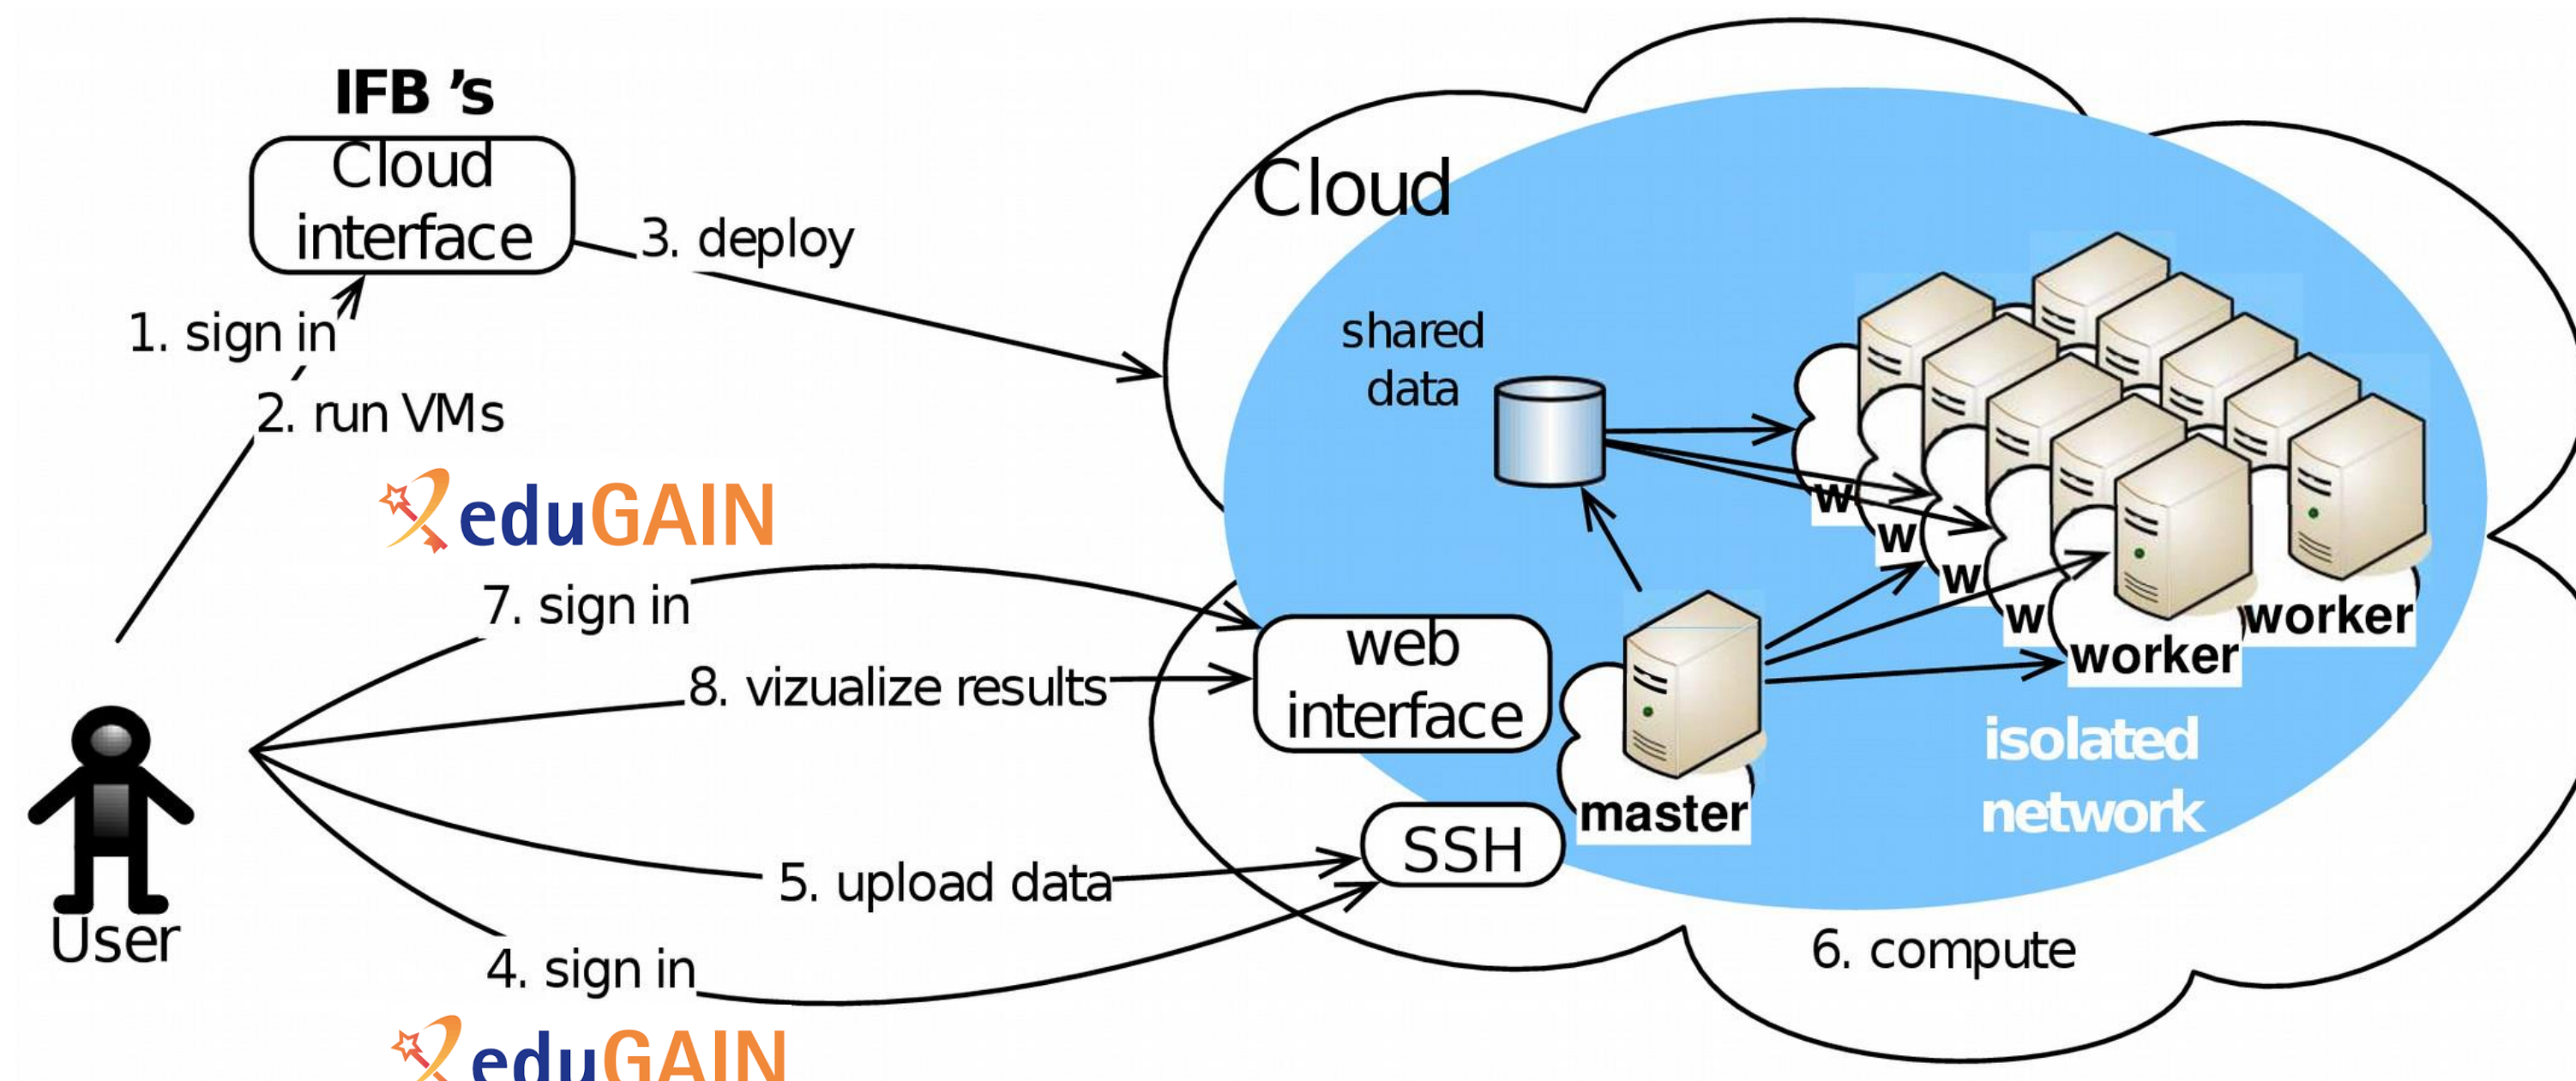 IFB 's
Cloud
interface
3. deploy
1. sign in
2. run VMs
eduGAIN
7. sign in
8. vizualize results
5. upload data
4. sign in
eduGAIN
User
Cloud
shared
data
w
w
w
w
worker
worker
web
interface
master
isolated
network
SSH
6. compute